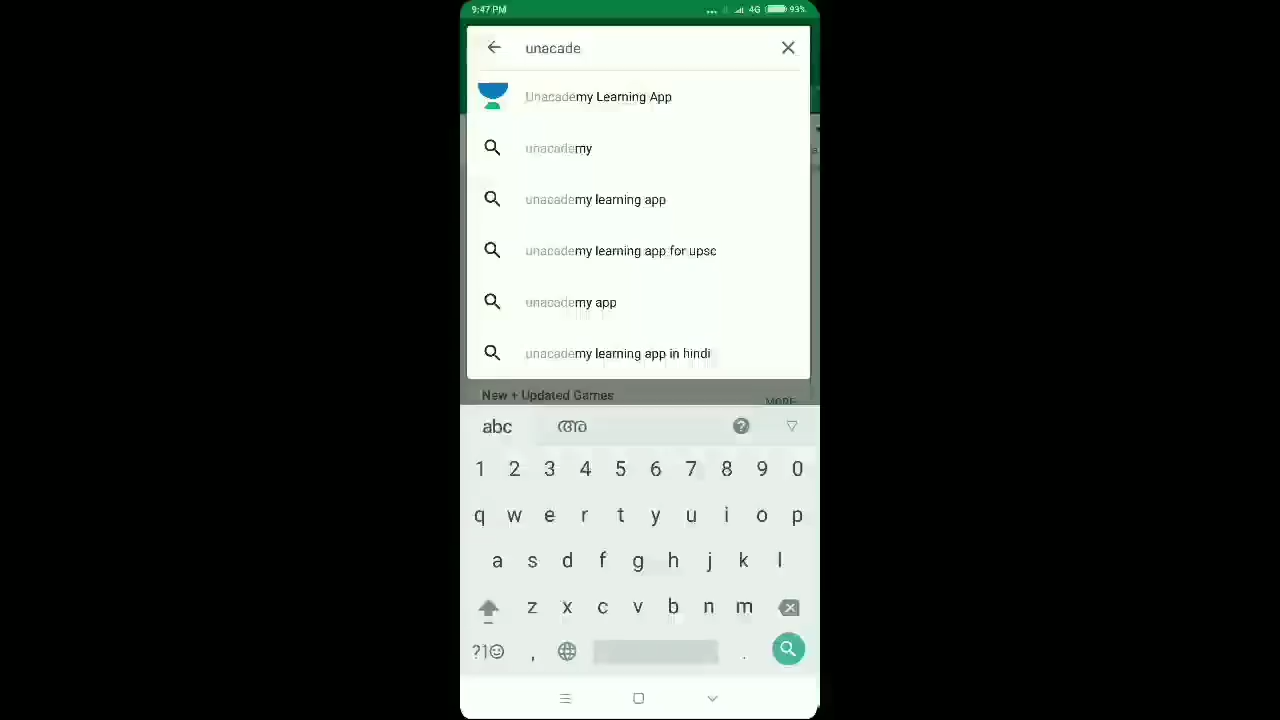 9:47 PM 4G 93%
unacade
Unacademy Learning App
unacademy
unacademy learning app
unacademy learning app for upsc
unacademy app
unacademy learning app in hindi
New + Updated Games
MORE
abc അ
1 2 3 4 5 6 7 8 9 0
q w e r t y u i o p
a s d f g h j k l
z x c v b n m
?1☺ , .